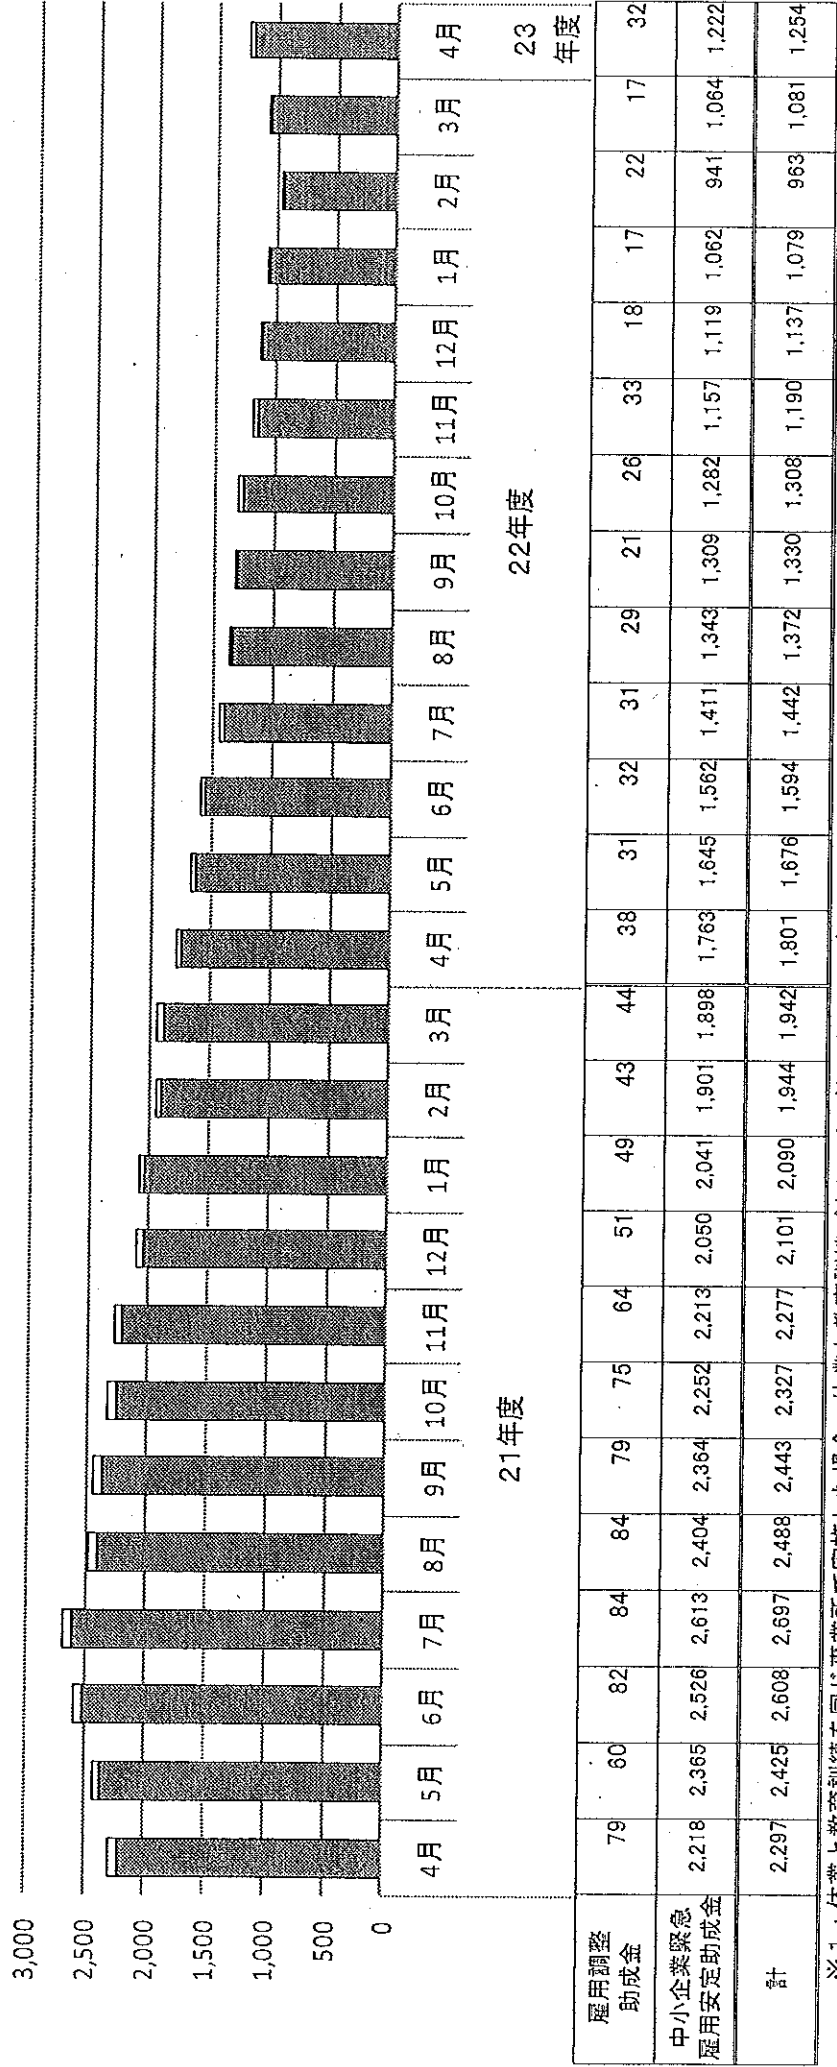 3,000
2,500
2,000
1,500
1,000
500
0
4月 5月 6月 7月 8月 9月 10月 11月 12月 1月 2月 3月 4月 5月 6月 7月 8月 9月 10月 11月 12月 1月 2月 3月 4月
21年度 22年度 23
年度
雇用調整
助成金 79 60 82 84 84 79 75 64 51 49 43 44 38 31 32 31 29 21 26 33 18 17 22 17 32
中小企業緊急
雇用安定助成金 2,218 2,365 2,526 2,613 2,404 2,364 2,252 2,213 2,050 2,041 1,901 1,898 1,763 1,645 1,562 1,411 1,343 1,309 1,282 1,157 1,119 1,062 941 1,064 1,222
計 2,297 2,425 2,608 2,697 2,488 2,443 2,327 2,277 2,101 2,090 1,944 1,942 1,801 1,676 1,594 1,442 1,372 1,330 1,308 1,190 1,137 1,079 963 1,081 1,254